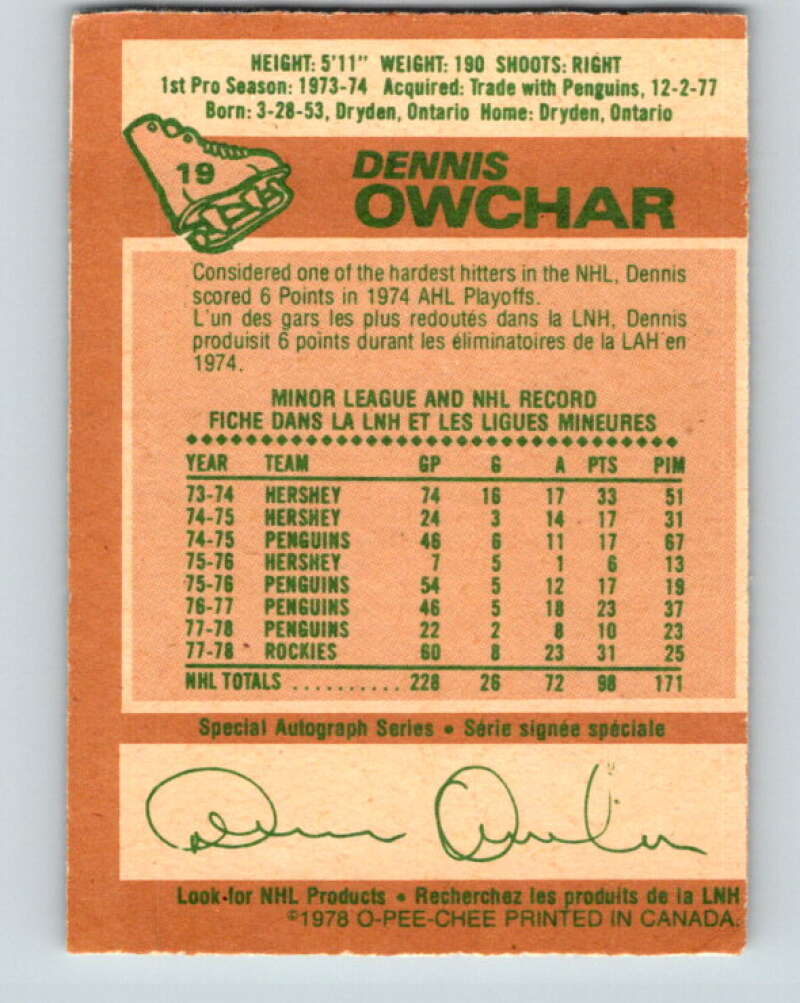 HEIGHT: 5'11" WEIGHT: 190 SHOOTS: RIGHT
1st Pro Season: 1973-74 Acquired: Trade with Penguins, 12-2-77
Born: 3-28-53, Dryden, Ontario Home: Dryden, Ontario
19
DENNIS
OWCHAR
Considered one of the hardest hitters in the NHL, Dennis
scored 6 Points in 1974 AHL Playoffs.
L'un des gars les plus redoutés dans la LNH, Dennis
produisit 6 points durant les éliminatoires de la LAH en
1974.
MINOR LEAGUE AND NHL RECORD
FICHE DANS LA LNH ET LES LIGUES MINEURES
YEAR TEAM GP G A PTS PIM
73-74 HERSHEY 74 16 17 33 51
74-75 HERSHEY 24 3 14 17 31
74-75 PENGUINS 46 6 11 17 67
75-76 HERSHEY 7 5 1 6 13
75-76 PENGUINS 54 5 12 17 19
76-77 PENGUINS 46 5 18 23 37
77-78 PENGUINS 22 2 8 10 23
77-78 ROCKIES 60 8 23 31 25
NHL TOTALS .......... 228 26 72 98 171
Special Autograph Series • Série signée spéciale
Dennis Owchar
Look for NHL Products • Recherchez les produits de la LNH
©1978 O-PEE-CHEE PRINTED IN CANADA.